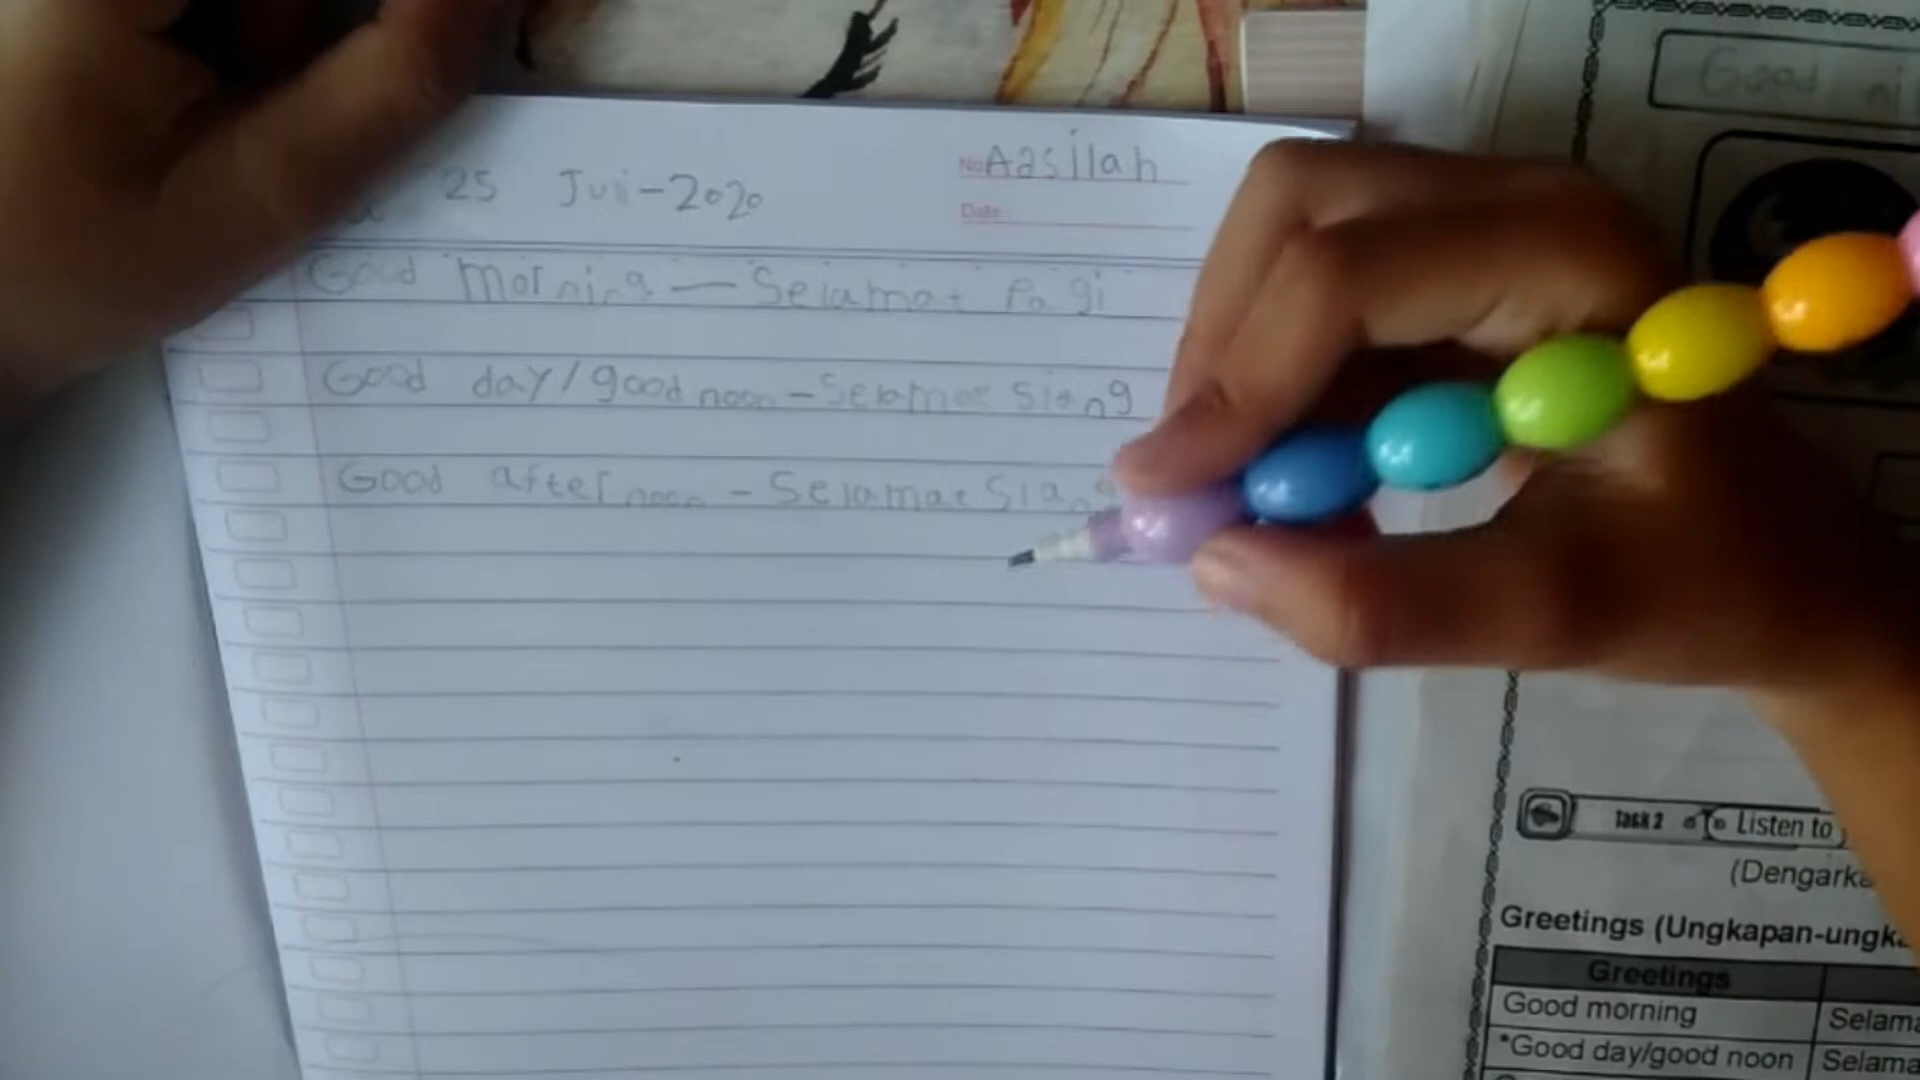 25 Juli-2020
No Aasilah
Date :
Good morning — Selamat Pagi
Good day/good noon - Selamat Siang
Good afternoon - Selamat Siang
Good ni
Task 2 Listen to
(Dengarka
Greetings (Ungkapan-ungka
Greetings
Good morning Selama
*Good day/good noon Selama